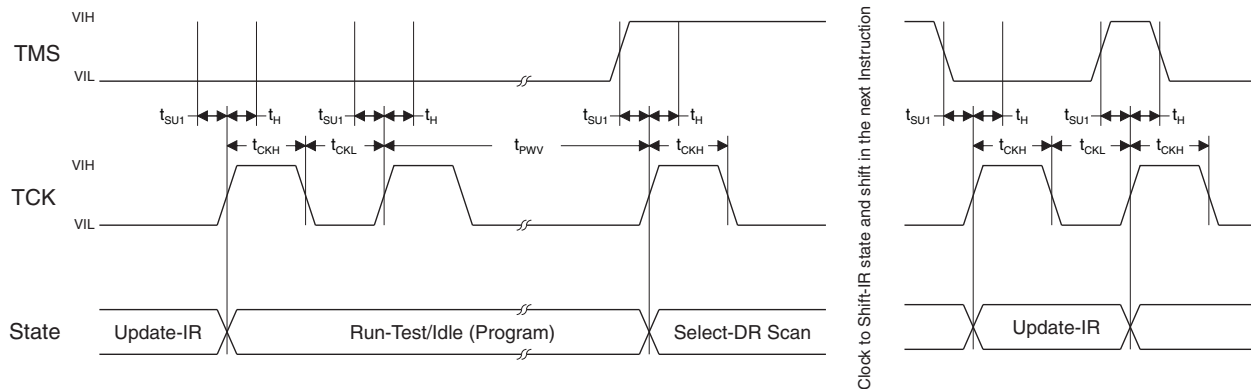 VIH
TMS
VIL
tSU1 tH tSU1 tH tSU1 tH tSU1 tH tSU1 tH
tCKH tCKL tPWV tCKH tCKH tCKL tCKH
VIH
TCK
VIL
State Update-IR Run-Test/Idle (Program) Select-DR Scan Update-IR
Clock to Shift-IR state and shift in the next Instruction